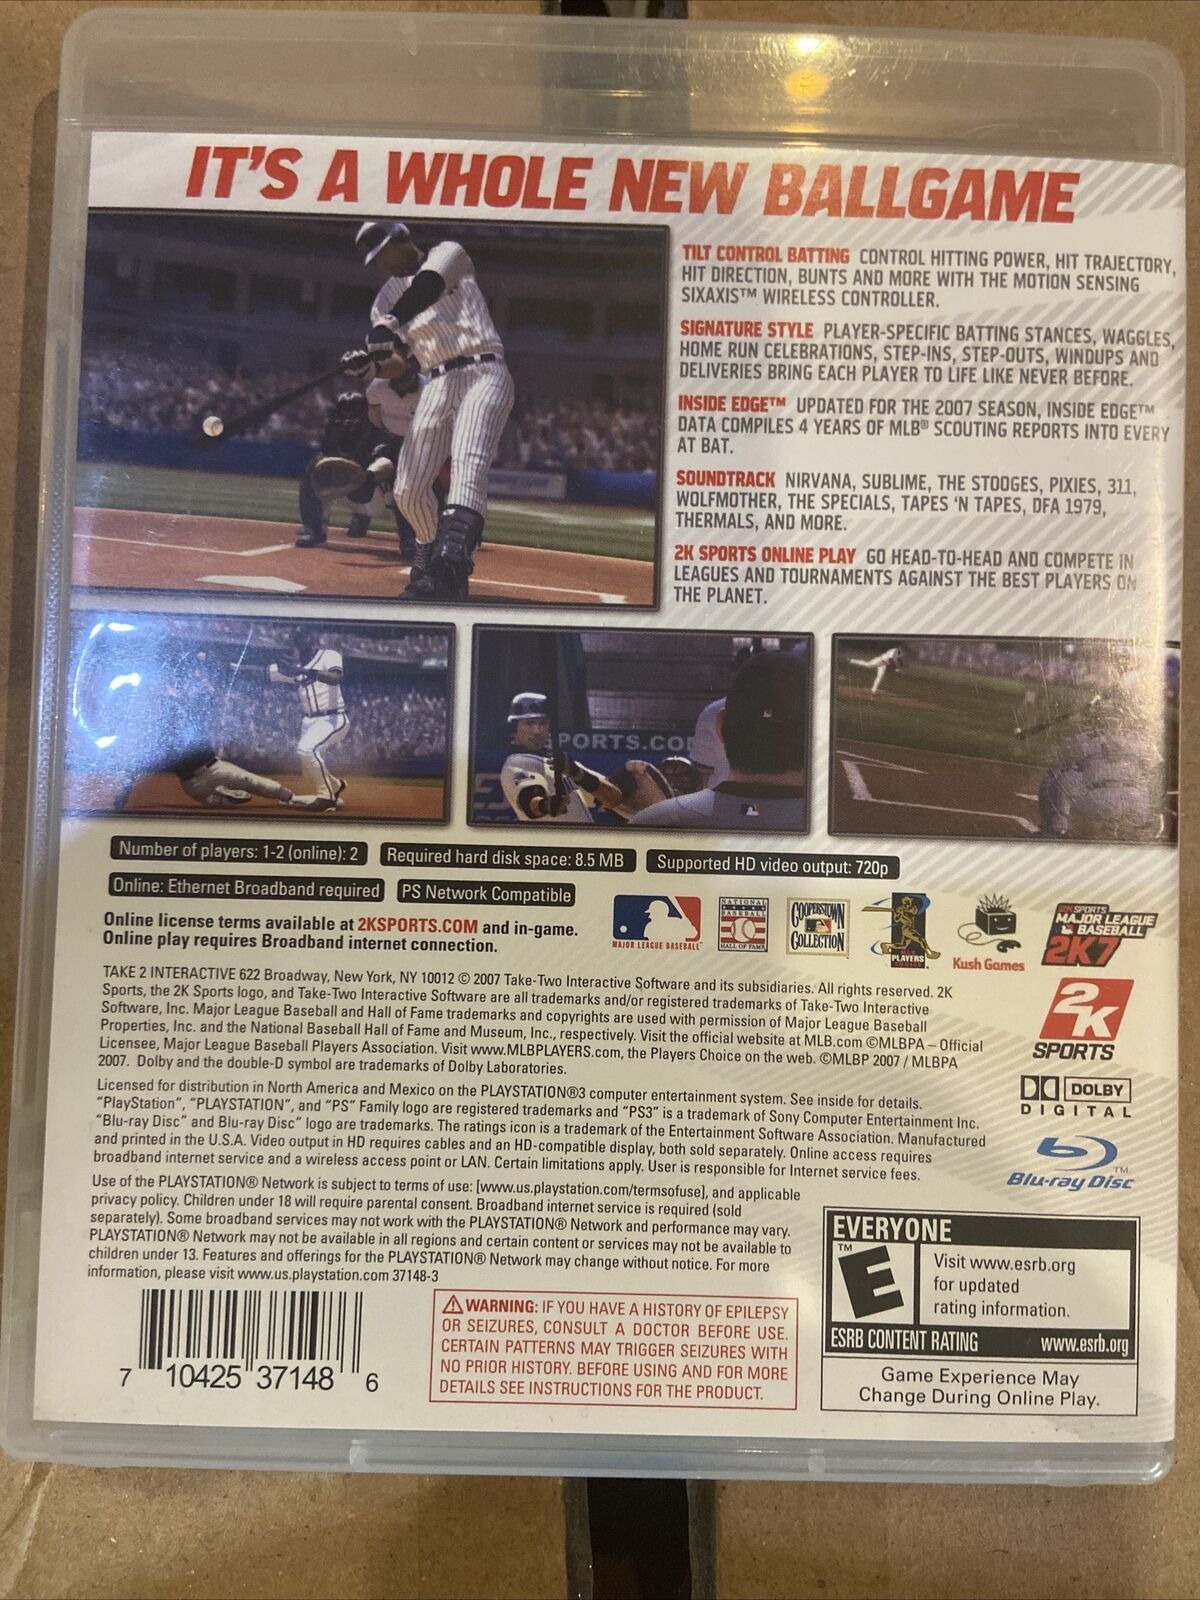 IT'S A WHOLE NEW BALLGAME
TILT CONTROL BATTING CONTROL HITTING POWER, HIT TRAJECTORY,
HIT DIRECTION, BUNTS AND MORE WITH THE MOTION SENSING
SIXAXIS™ WIRELESS CONTROLLER.
SIGNATURE STYLE PLAYER-SPECIFIC BATTING STANCES, WAGGLES,
HOME RUN CELEBRATIONS, STEP-INS, STEP-OUTS, WINDUPS AND
DELIVERIES BRING EACH PLAYER TO LIFE LIKE NEVER BEFORE.
INSIDE EDGE™ UPDATED FOR THE 2007 SEASON, INSIDE EDGE™
DATA COMPILES 4 YEARS OF MLB® SCOUTING REPORTS INTO EVERY
AT BAT.
SOUNDTRACK NIRVANA, SUBLIME, THE STOOGES, PIXIES, 311,
WOLFMOTHER, THE SPECIALS, TAPES 'N TAPES, DFA 1979,
THERMALS, AND MORE.
2K SPORTS ONLINE PLAY GO HEAD-TO-HEAD AND COMPETE IN
LEAGUES AND TOURNAMENTS AGAINST THE BEST PLAYERS ON
THE PLANET.
PORTS.CO
Number of players: 1-2 (online): 2
Required hard disk space: 8.5 MB
Supported HD video output: 720p
Online: Ethernet Broadband required
PS Network Compatible
Online license terms available at 2KSPORTS.COM and in-game.
Online play requires Broadband internet connection.
MAJOR LEAGUE BASEBALL
NATIONAL
BASEBALL
HALL OF FAME
COOPERSTOWN
COLLECTION
PLAYERS
CHOICE
Kush Games
2K SPORTS
MAJOR LEAGUE
BASEBALL
2K7
TAKE 2 INTERACTIVE 622 Broadway, New York, NY 10012 © 2007 Take-Two Interactive Software and its subsidiaries. All rights reserved. 2K
Sports, the 2K Sports logo, and Take-Two Interactive Software are all trademarks and/or registered trademarks of Take-Two Interactive
Software, Inc. Major League Baseball and Hall of Fame trademarks and copyrights are used with permission of Major League Baseball
Properties, Inc. and the National Baseball Hall of Fame and Museum, Inc., respectively. Visit the official website at MLB.com ©MLBPA – Official
Licensee, Major League Baseball Players Association. Visit www.MLBPLAYERS.com, the Players Choice on the web. ©MLBP 2007 / MLBPA
2007. Dolby and the double-D symbol are trademarks of Dolby Laboratories.
2K
SPORTS
DOLBY
DIGITAL
Licensed for distribution in North America and Mexico on the PLAYSTATION®3 computer entertainment system. See inside for details.
"PlayStation", "PLAYSTATION", and "PS" Family logo are registered trademarks and "PS3" is a trademark of Sony Computer Entertainment Inc.
"Blu-ray Disc" and Blu-ray Disc" logo are trademarks. The ratings icon is a trademark of the Entertainment Software Association. Manufactured
and printed in the U.S.A. Video output in HD requires cables and an HD-compatible display, both sold separately. Online access requires
broadband internet service and a wireless access point or LAN. Certain limitations apply. User is responsible for Internet service fees.
Blu-ray Disc™
Use of the PLAYSTATION® Network is subject to terms of use: [www.us.playstation.com/termsofuse], and applicable
privacy policy. Children under 18 will require parental consent. Broadband internet service is required (sold
separately). Some broadband services may not work with the PLAYSTATION® Network and performance may vary.
PLAYSTATION® Network may not be available in all regions and certain content or services may not be available to
children under 13. Features and offerings for the PLAYSTATION® Network may change without notice. For more
information, please visit www.us.playstation.com 37148-3
EVERYONE
E™
Visit www.esrb.org
for updated
rating information.
ESRB CONTENT RATING www.esrb.org
Game Experience May
Change During Online Play.
WARNING: IF YOU HAVE A HISTORY OF EPILEPSY
OR SEIZURES, CONSULT A DOCTOR BEFORE USE.
CERTAIN PATTERNS MAY TRIGGER SEIZURES WITH
NO PRIOR HISTORY. BEFORE USING AND FOR MORE
DETAILS SEE INSTRUCTIONS FOR THE PRODUCT.
7 10425 37148 6